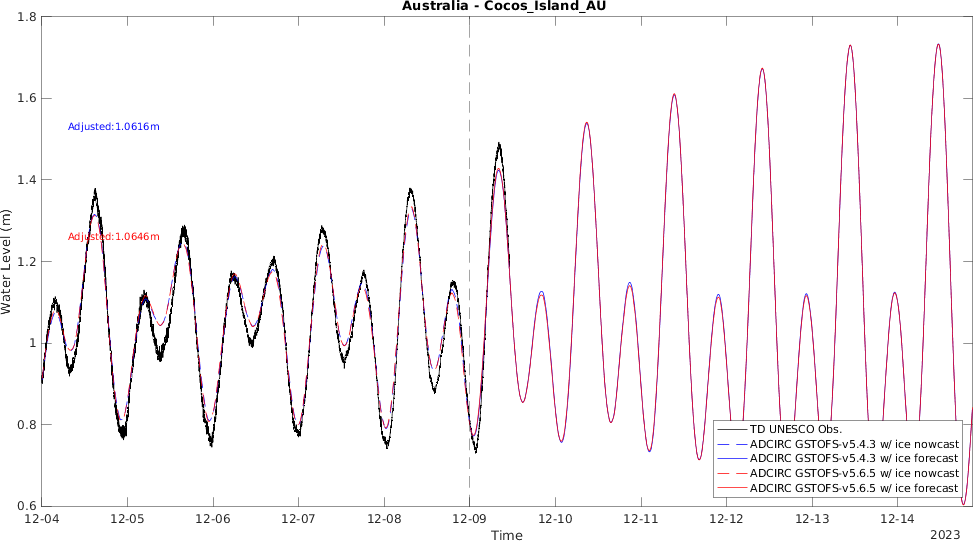 Australia - Cocos_Island_AU
1.8
1.6
1.4
1.2
1
0.8
0.6
Water Level (m)
Adjusted:1.0616m
Adjusted:1.0646m
TD UNESCO Obs.
ADCIRC GSTOFS-v5.4.3 w/ ice nowcast
ADCIRC GSTOFS-v5.4.3 w/ ice forecast
ADCIRC GSTOFS-v5.6.5 w/ ice nowcast
ADCIRC GSTOFS-v5.6.5 w/ ice forecast
12-04 12-05 12-06 12-07 12-08 12-09 12-10 12-11 12-12 12-13 12-14
Time
2023